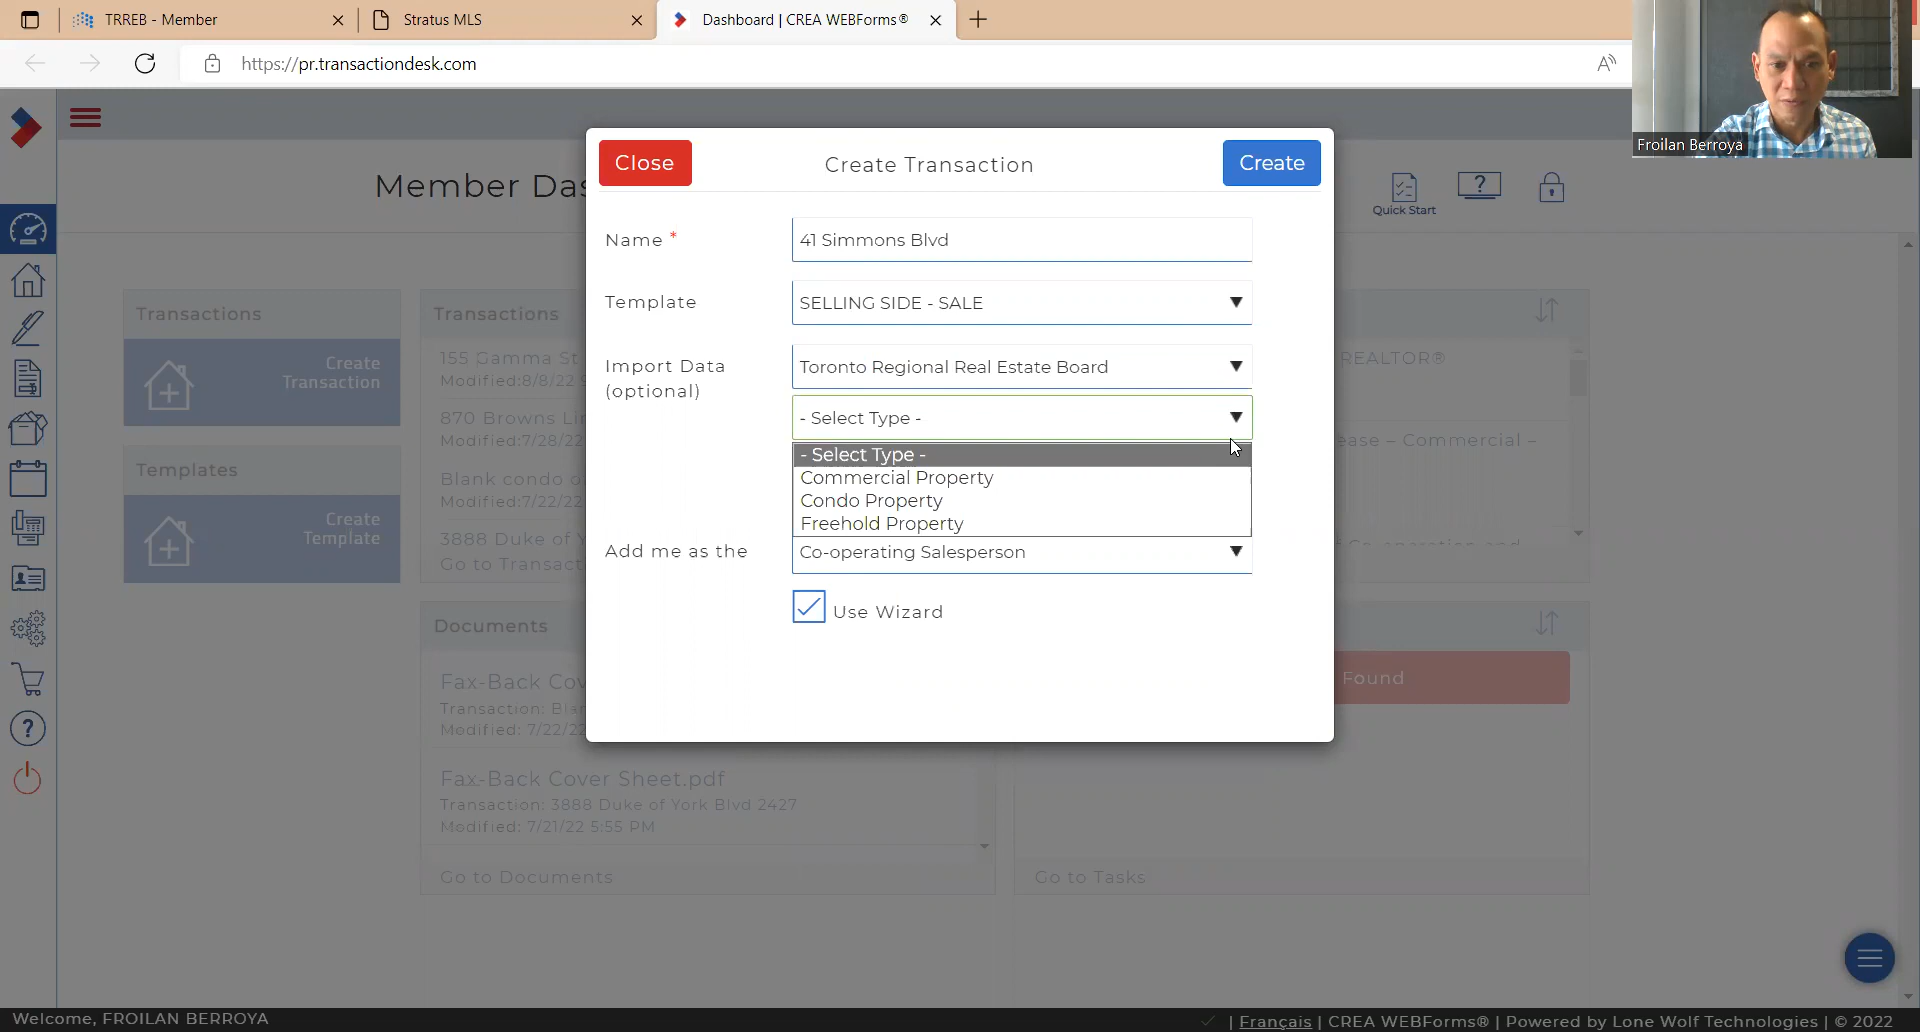 TRREB - Member
Stratus MLS
Dashboard | CREA WEBForms®
https://pr.transactiondesk.com
Froilan Berroya
Member Das
Quick Start
Close
Create Transaction
Create
Name *
41 Simmons Blvd
Template
SELLING SIDE - SALE
Import Data
(optional)
Toronto Regional Real Estate Board
- Select Type -
- Select Type -
Commercial Property
Condo Property
Freehold Property
Add me as the
Co-operating Salesperson
Use Wizard
Transactions
Create
Transaction
Templates
Create
Template
Transactions
155 Gamma St
Modified:8/8/22 9
870 Browns Li
Modified:7/28/22
Blank condo o
Modified:7/22/22
3888 Duke of Y
Go to Transact
REALTOR®
ease – Commercial –
Co-operation and
Documents
Fax-Back Cov
Transaction: Bla
Modified: 7/22/22
Fax-Back Cover Sheet.pdf
Transaction: 3888 Duke of York Blvd 2427
Modified: 7/21/22 5:55 PM
Go to Documents
Found
Go to Tasks
Welcome, FROILAN BERROYA
| Français | CREA WEBForms® | Powered by Lone Wolf Technologies | © 2022